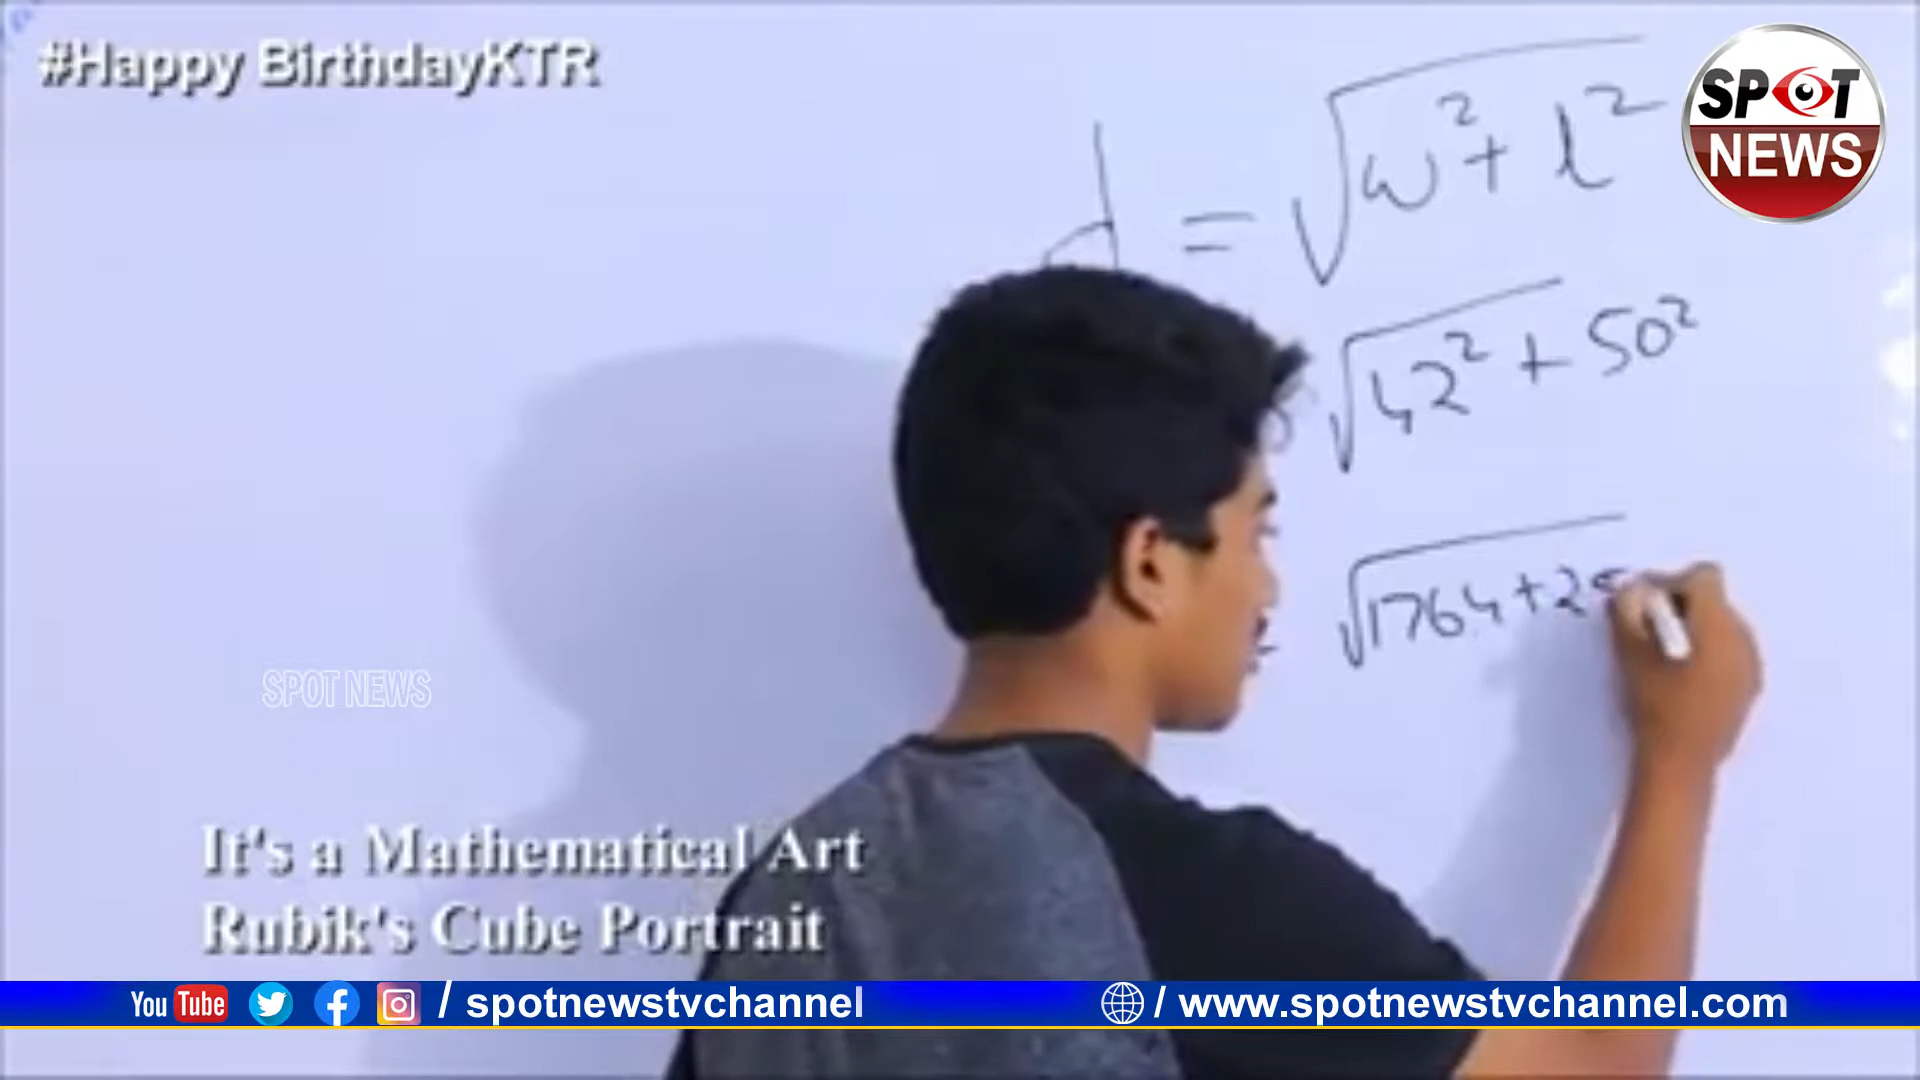 #Happy BirthdayKTR
SPOT
NEWS
d = √w²+l²
√42² + 50²
√1764+25
SPOT NEWS
It's a Mathematical Art
Rubik's Cube Portrait
You Tube / spotnewstvchannel
/ www.spotnewstvchannel.com